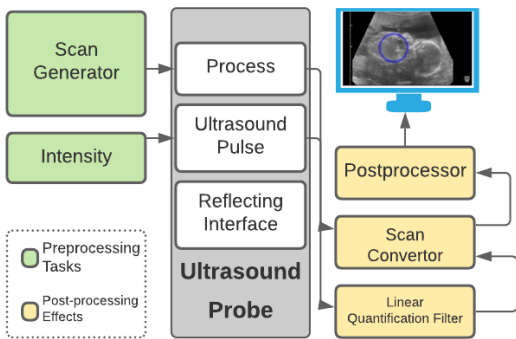 Scan
Generator
Intensity
Process
Ultrasound
Pulse
Reflecting
Interface
Ultrasound
Probe
Postprocessor
Scan
Convertor
Linear
Quantification Filter
Preprocessing
Tasks
Post-processing
Effects